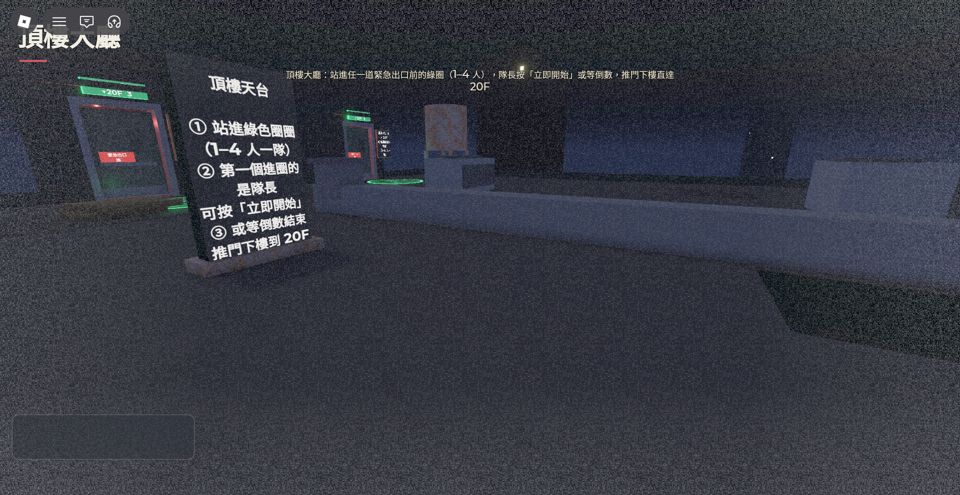 頂樓大廳
頂樓大廳：站進任一道緊急出口前的綠圈（1–4 人），隊長按「立即開始」或等倒數，推門下樓直達
20F
頂樓天台
① 站進綠色圈圈
（1–4 人一隊）
② 第一個進圈的
是隊長
可按「立即開始」
③ 或等倒數結束
推門下樓到 20F